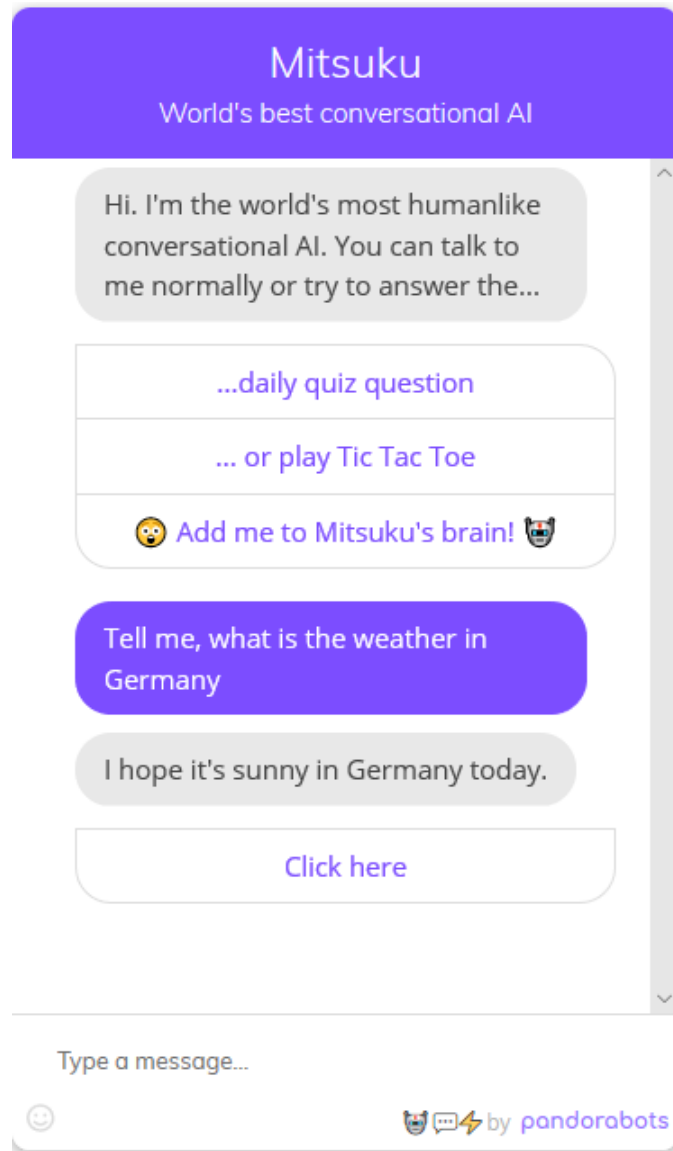 Mitsuku
World's best conversational AI
Hi. I'm the world's most humanlike
conversational AI. You can talk to
me normally or try to answer the...
...daily quiz question
... or play Tic Tac Toe
😲 Add me to Mitsuku's brain! 🤖
Tell me, what is the weather in
Germany
I hope it's sunny in Germany today.
Click here
Type a message...
by pandorabots